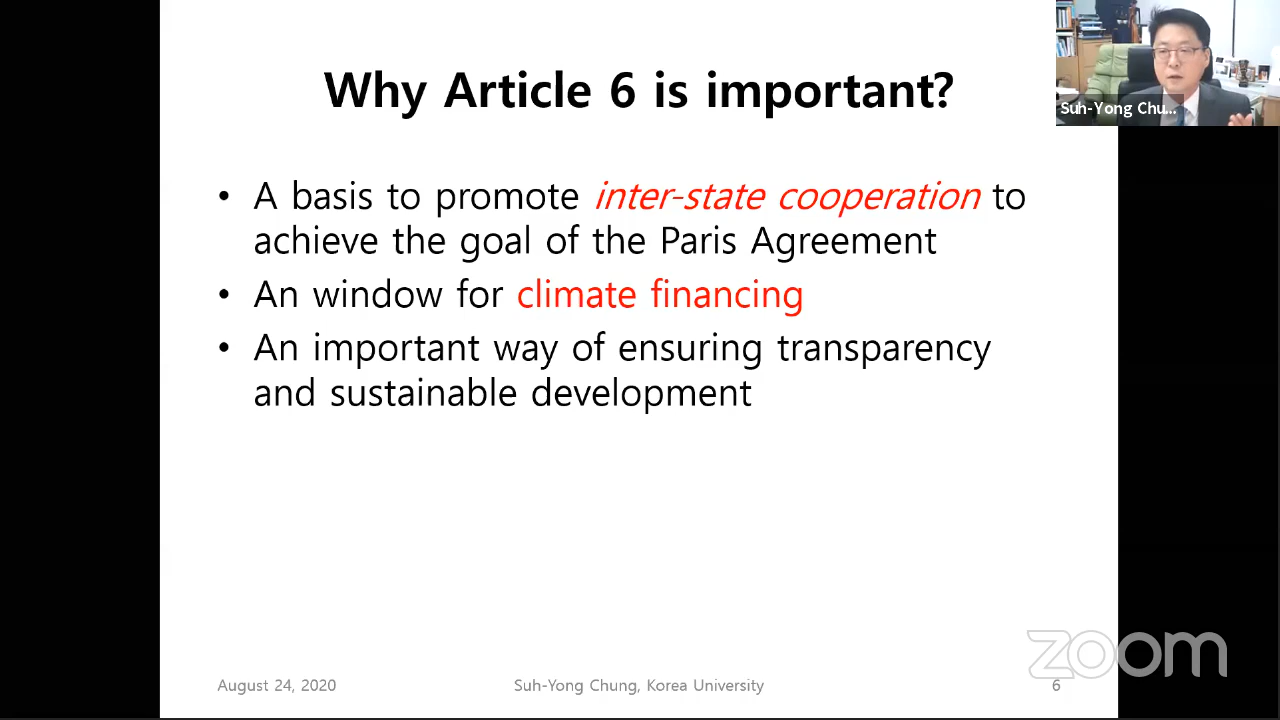 Why Article 6 is important?
Suh-Yong Chu...
• A basis to promote inter-state cooperation to
achieve the goal of the Paris Agreement
• An window for climate financing
• An important way of ensuring transparency
and sustainable development
zoom
August 24, 2020
Suh-Yong Chung, Korea University
6